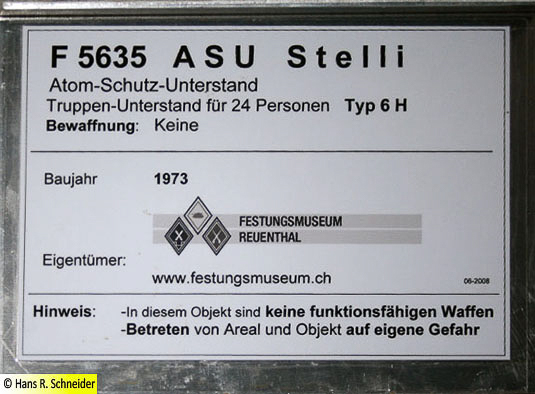 F 5635 ASU Stelli
Atom-Schutz-Unterstand
Truppen-Unterstand für 24 Personen Typ 6 H
Bewaffnung: Keine
Baujahr 1973
FESTUNGSMUSEUM
REUENTHAL
Eigentümer:
www.festungsmuseum.ch
06-2008
Hinweis: -In diesem Objekt sind keine funktionsfähigen Waffen
-Betreten von Areal und Objekt auf eigene Gefahr
© Hans R. Schneider